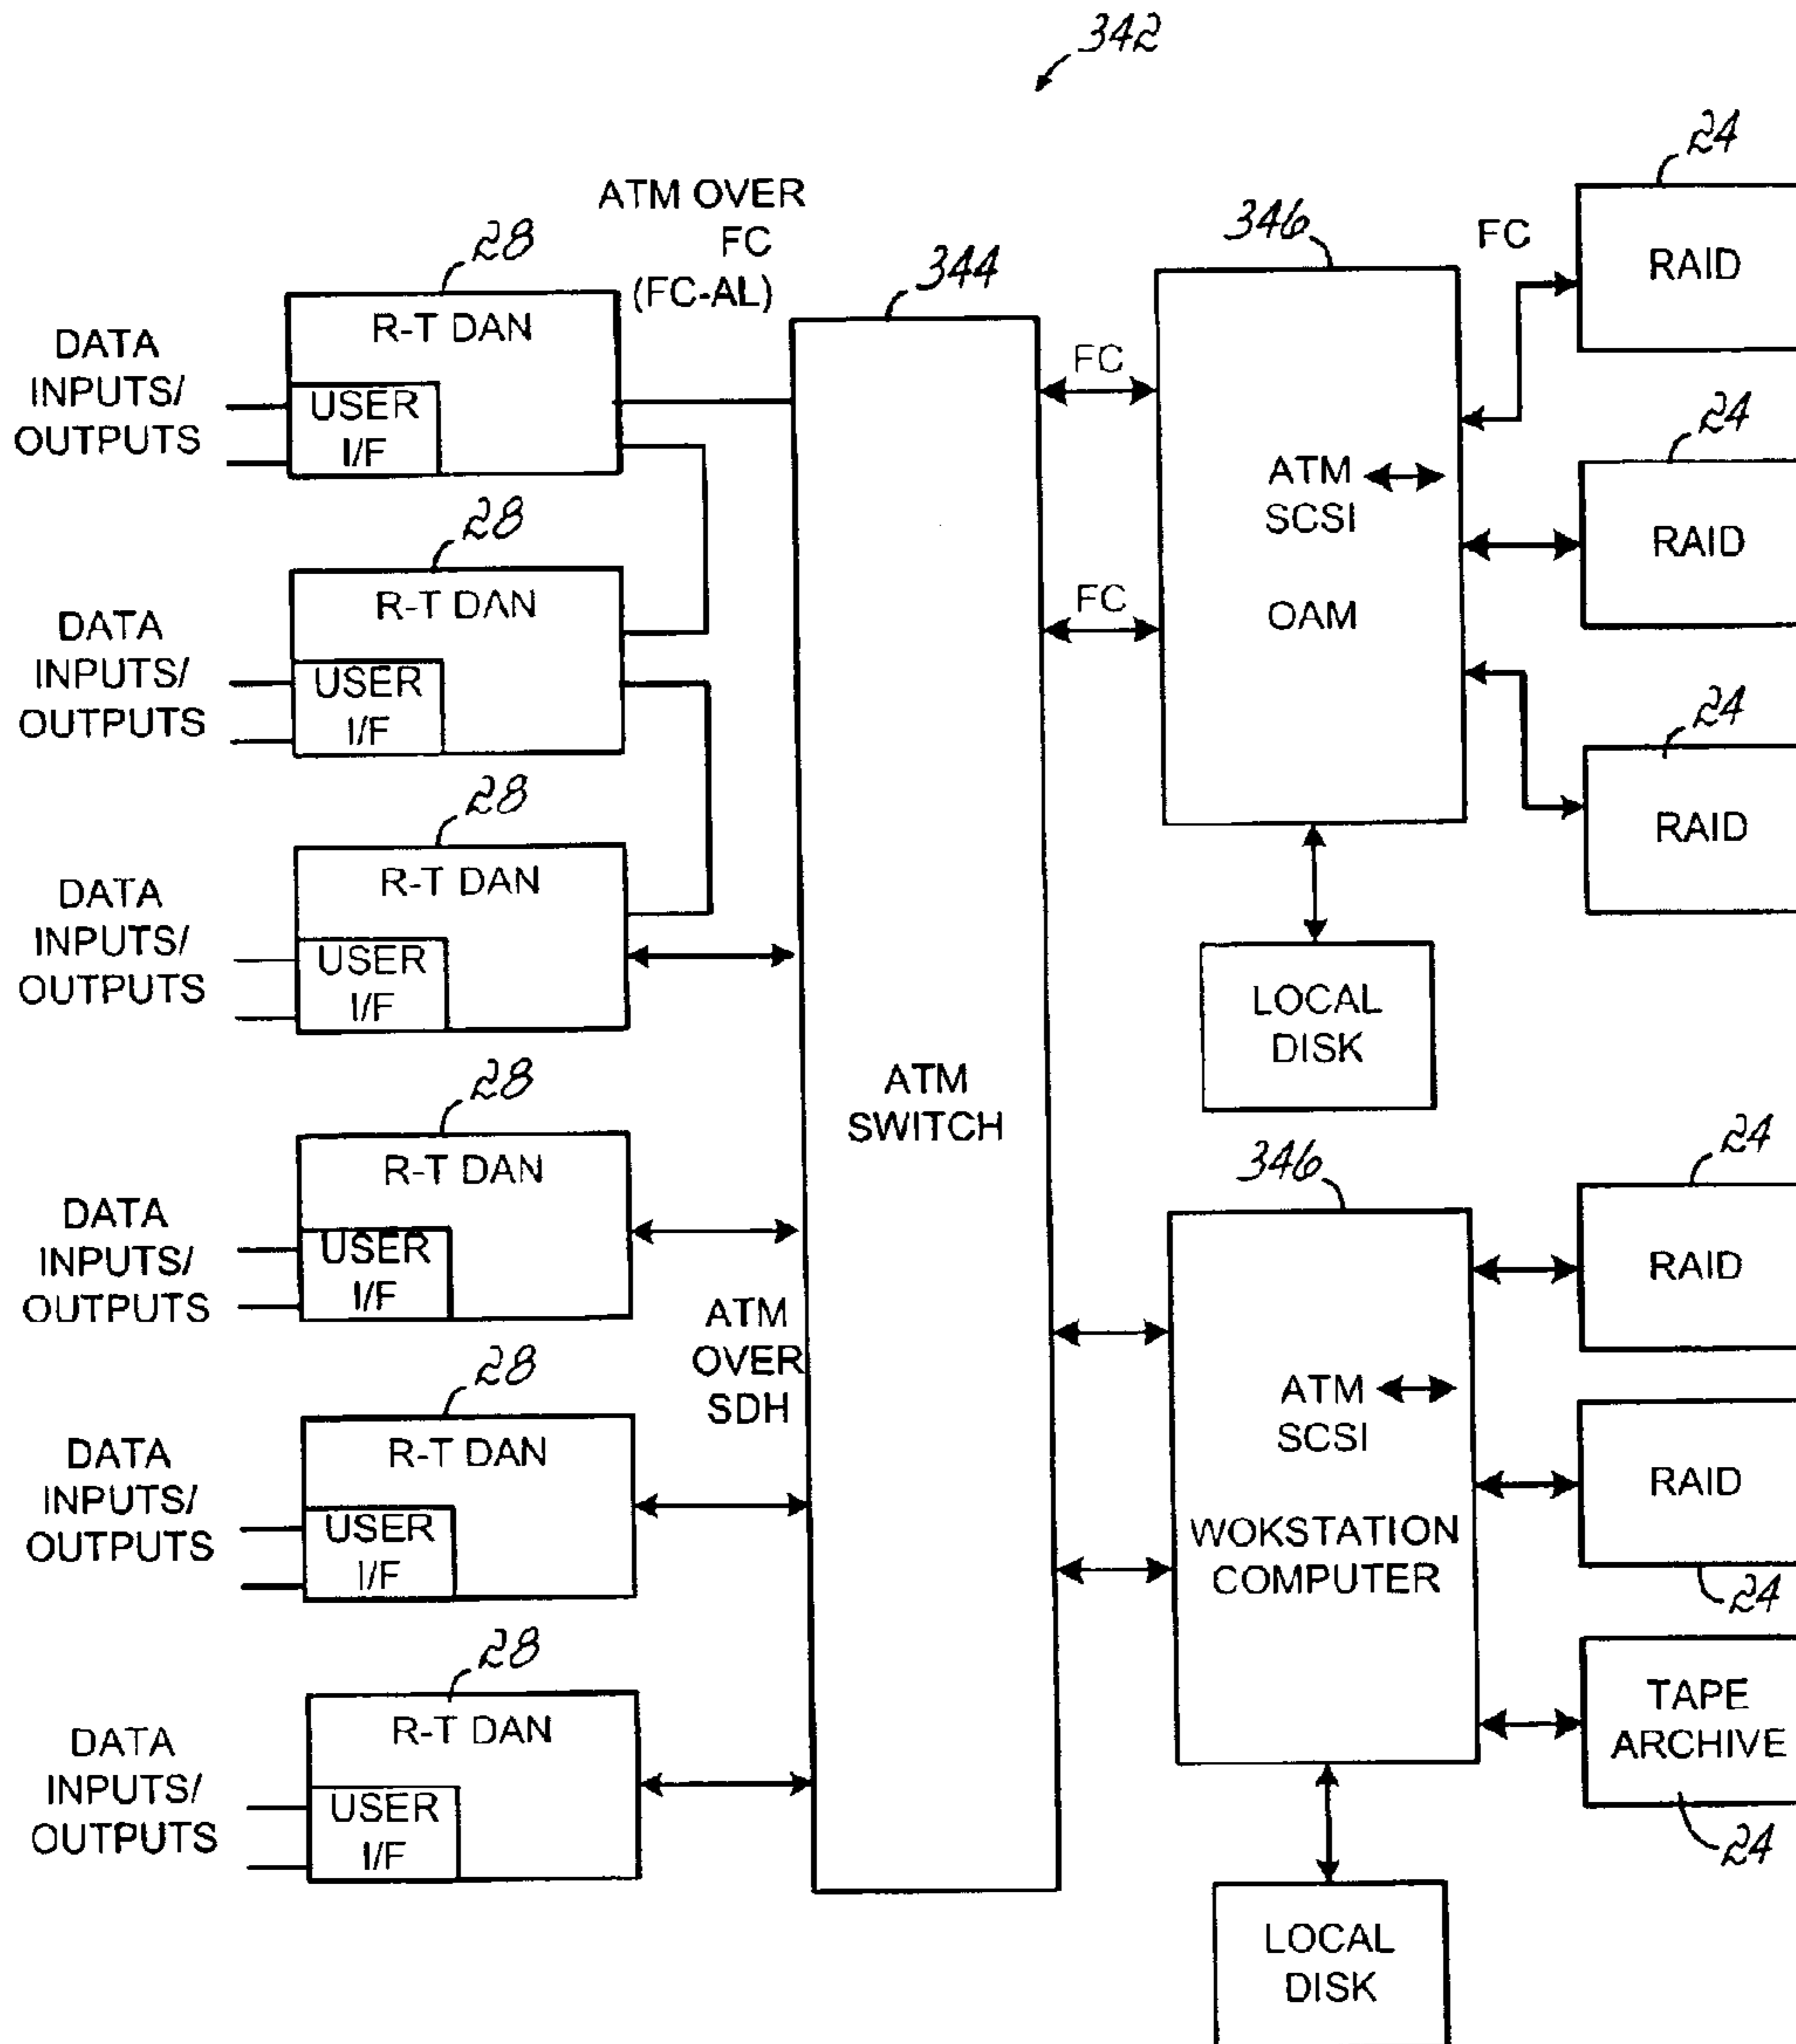 342
ATM OVER
FC
(FC-AL)
28
R-T DAN
USER
I/F
DATA
INPUTS/
OUTPUTS
28
R-T DAN
USER
I/F
DATA
INPUTS/
OUTPUTS
28
R-T DAN
USER
I/F
DATA
INPUTS/
OUTPUTS
28
R-T DAN
USER
I/F
DATA
INPUTS/
OUTPUTS
ATM
OVER
SDH
28
R-T DAN
USER
I/F
DATA
INPUTS/
OUTPUTS
28
R-T DAN
USER
I/F
DATA
INPUTS/
OUTPUTS
344
ATM
SWITCH
FC
FC
346
ATM
SCSI
OAM
FC
24
RAID
24
RAID
24
RAID
LOCAL
DISK
346
ATM
SCSI
WOKSTATION
COMPUTER
24
RAID
RAID
24
TAPE
ARCHIVE
24
LOCAL
DISK